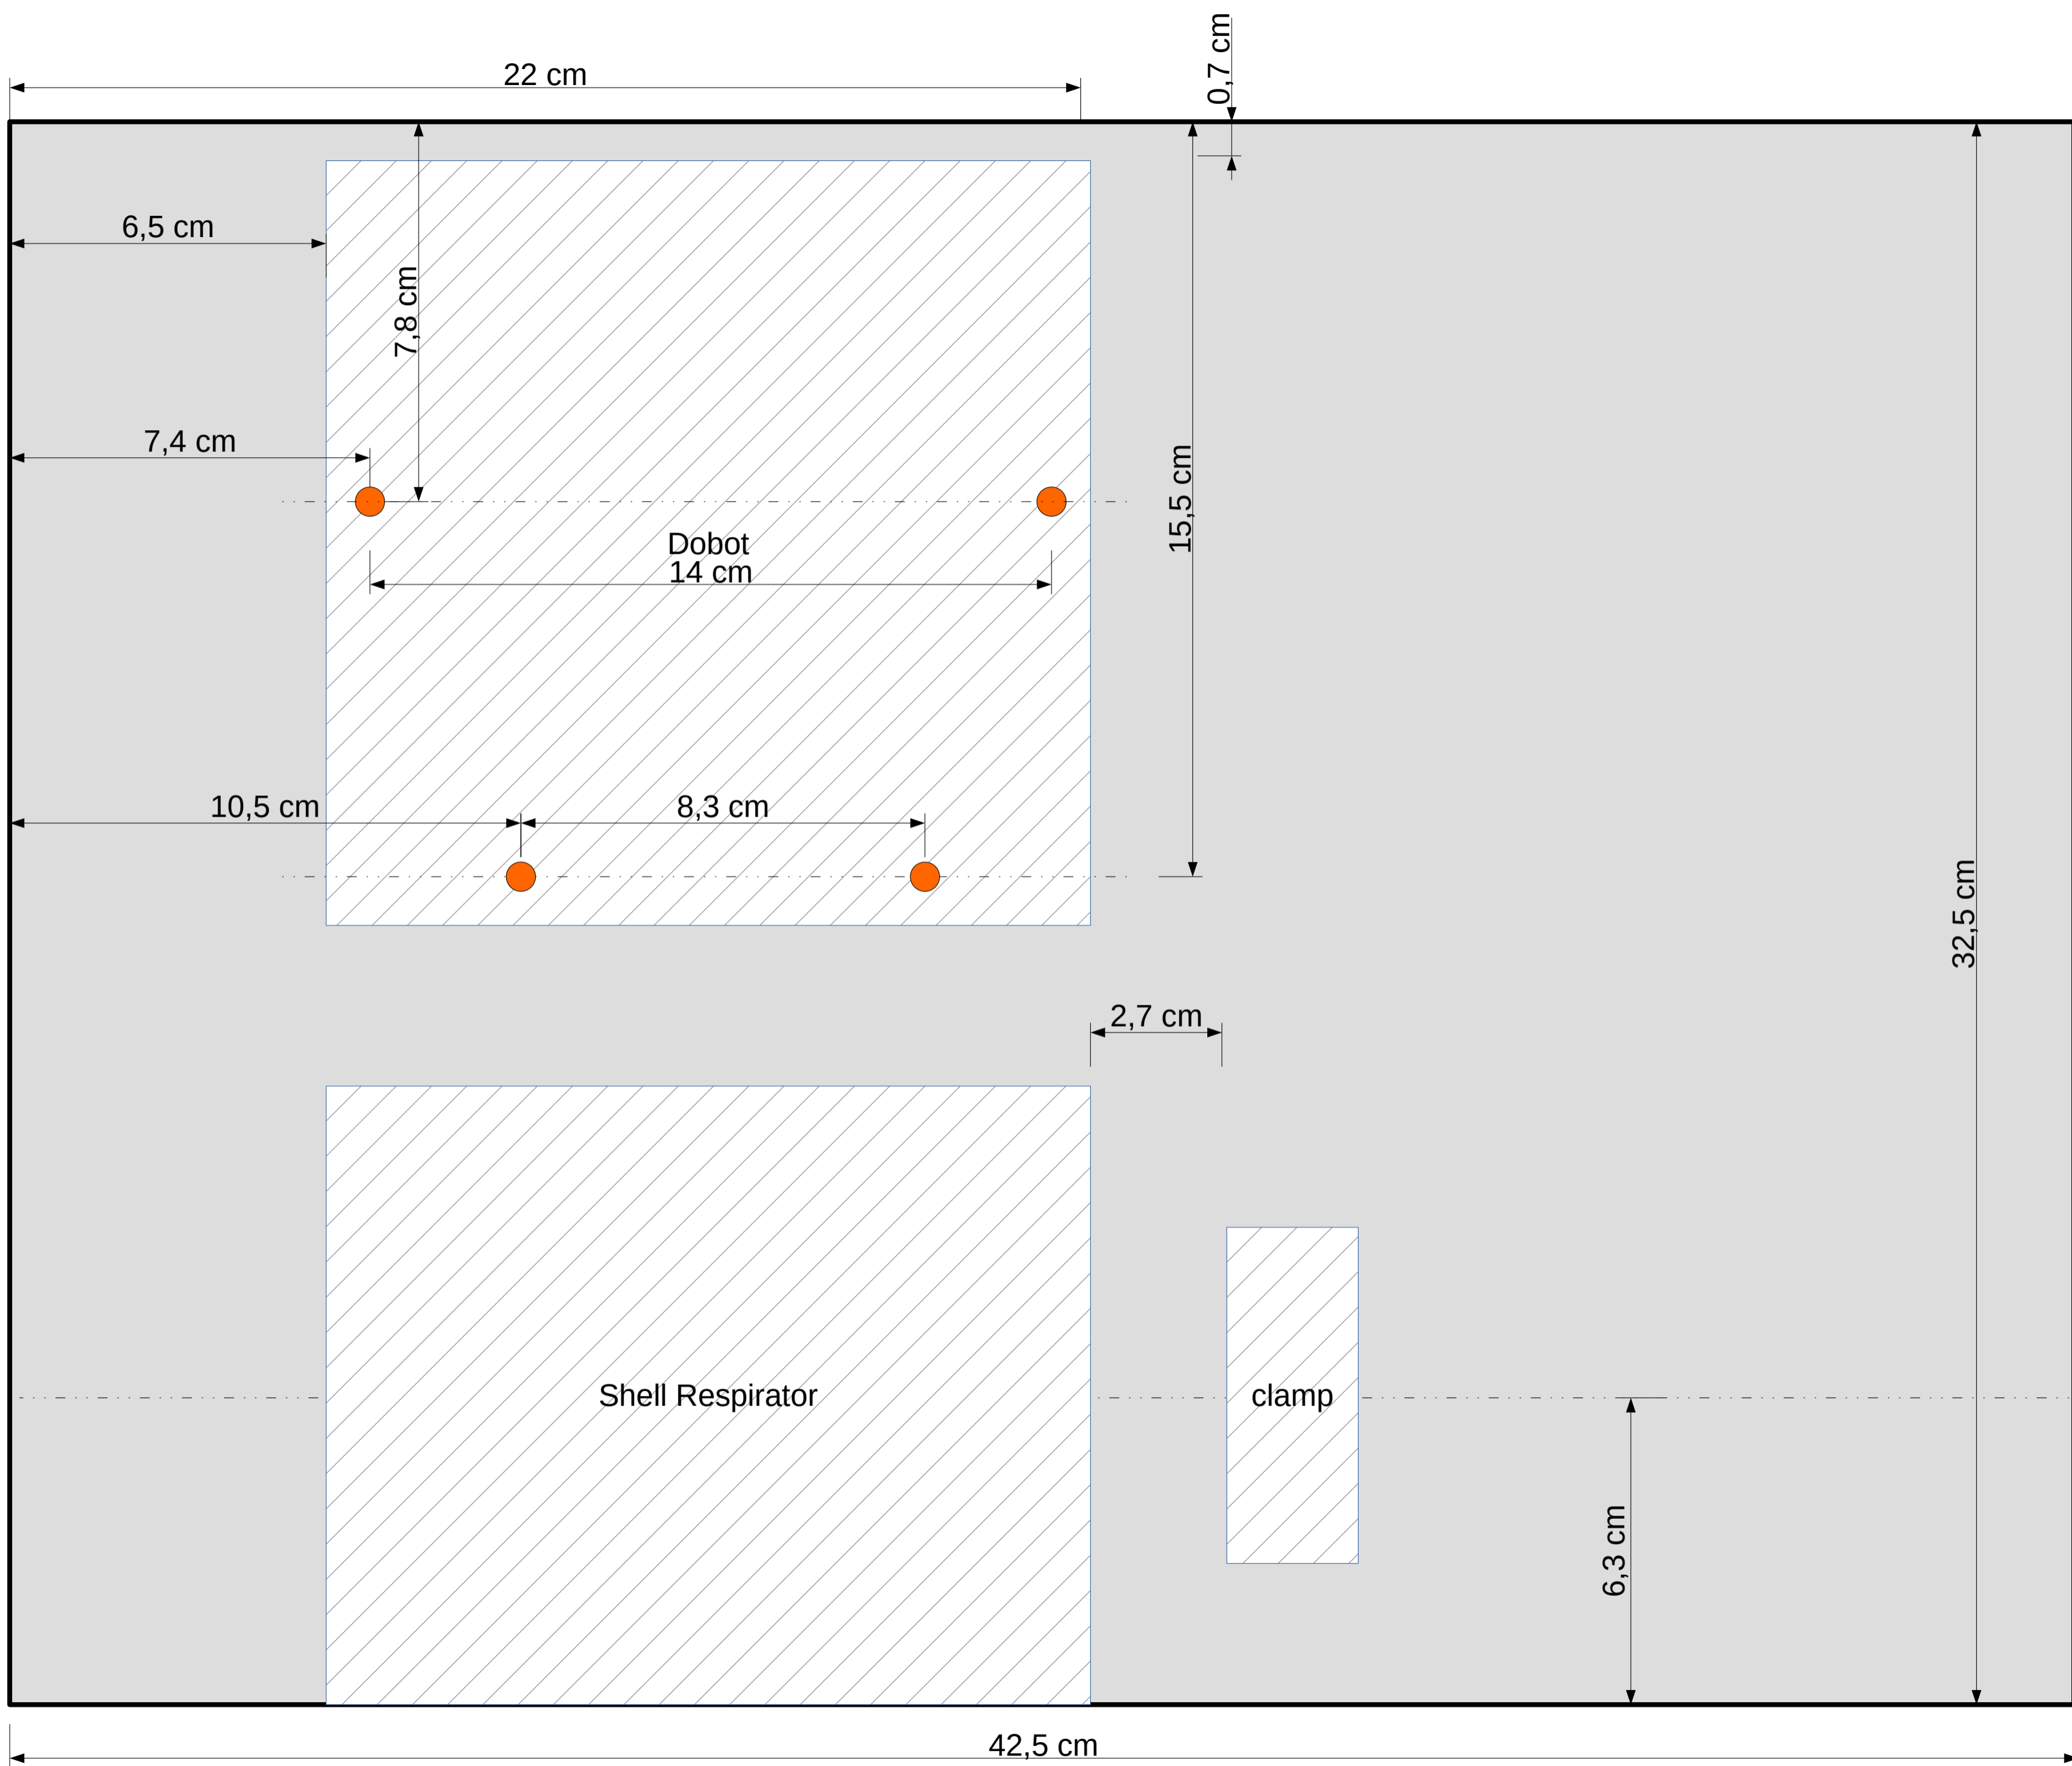 0,7 cm
22 cm
6,5 cm
7,8 cm
7,4 cm
15,5 cm
Dobot
14 cm
10,5 cm
8,3 cm
32,5 cm
2,7 cm
Shell Respirator
clamp
6,3 cm
42,5 cm